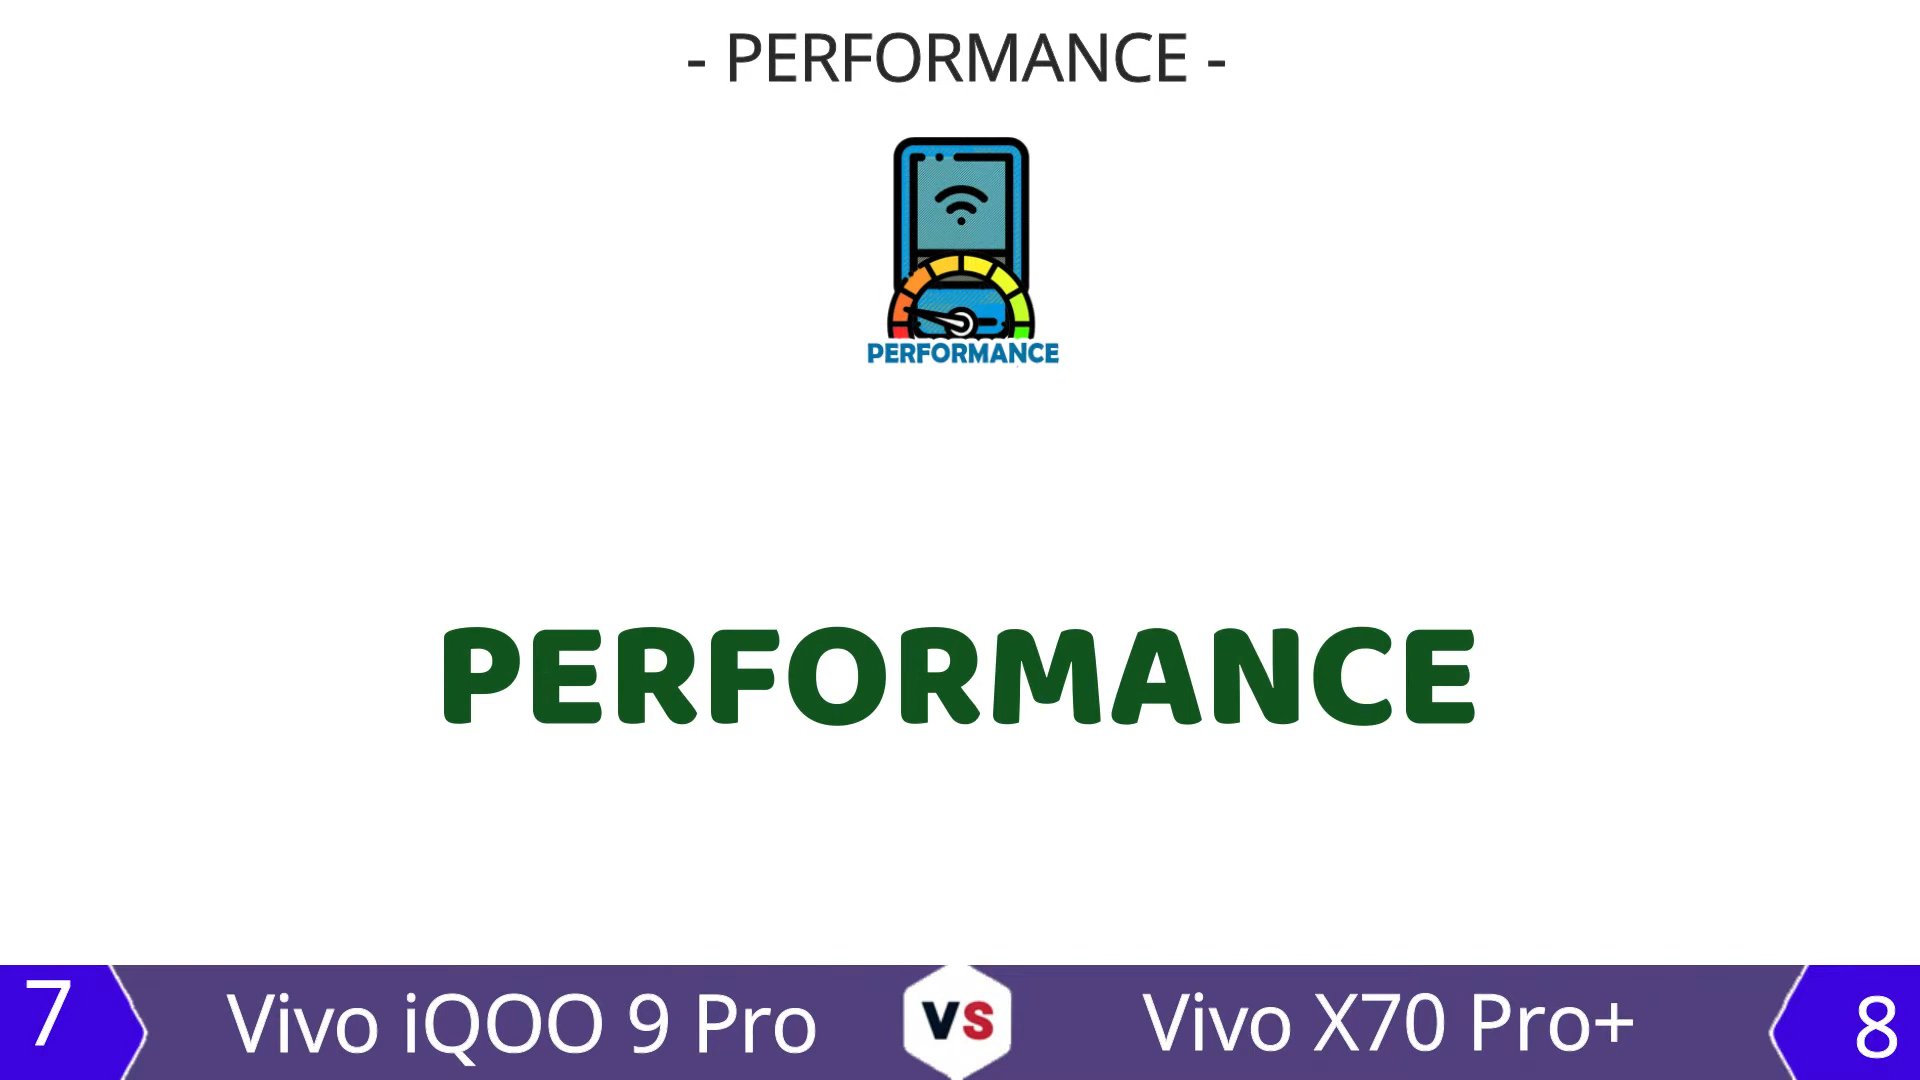 - PERFORMANCE -
PERFORMANCE
PERFORMANCE
7 Vivo iQOO 9 Pro VS Vivo X70 Pro+ 8